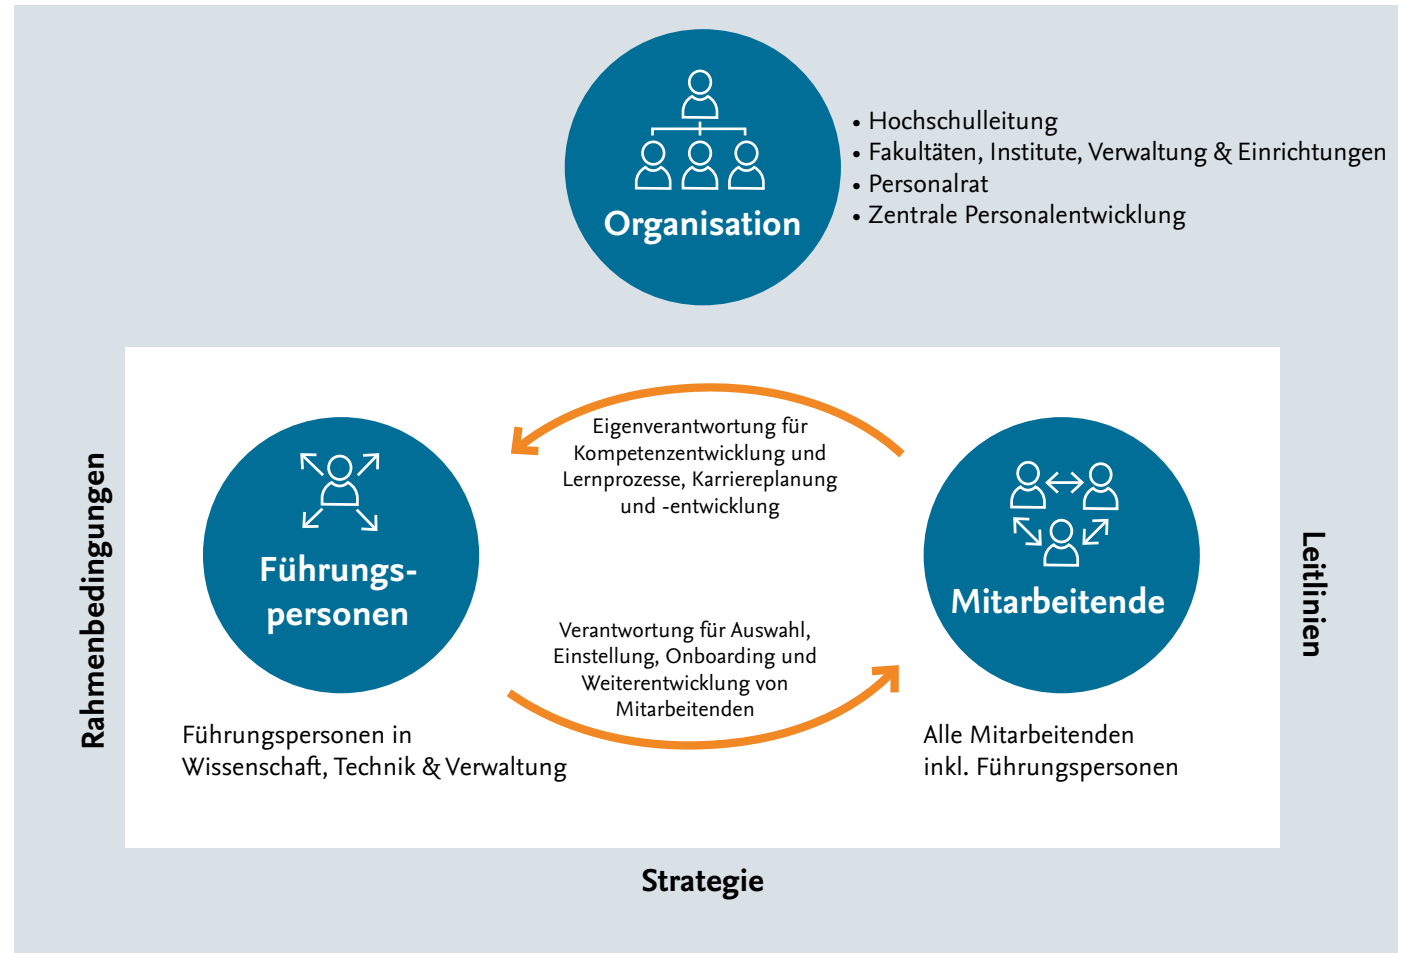 Organisation
• Hochschulleitung
• Fakultäten, Institute, Verwaltung & Einrichtungen
• Personalrat
• Zentrale Personalentwicklung
Rahmenbedingungen
Führungs-
personen
Führungspersonen in
Wissenschaft, Technik & Verwaltung
Eigenverantwortung für
Kompetenzentwicklung und
Lernprozesse, Karriereplanung
und -entwicklung
Verantwortung für Auswahl,
Einstellung, Onboarding und
Weiterentwicklung von
Mitarbeitenden
Mitarbeitende
Alle Mitarbeitenden
inkl. Führungspersonen
Leitlinien
Strategie